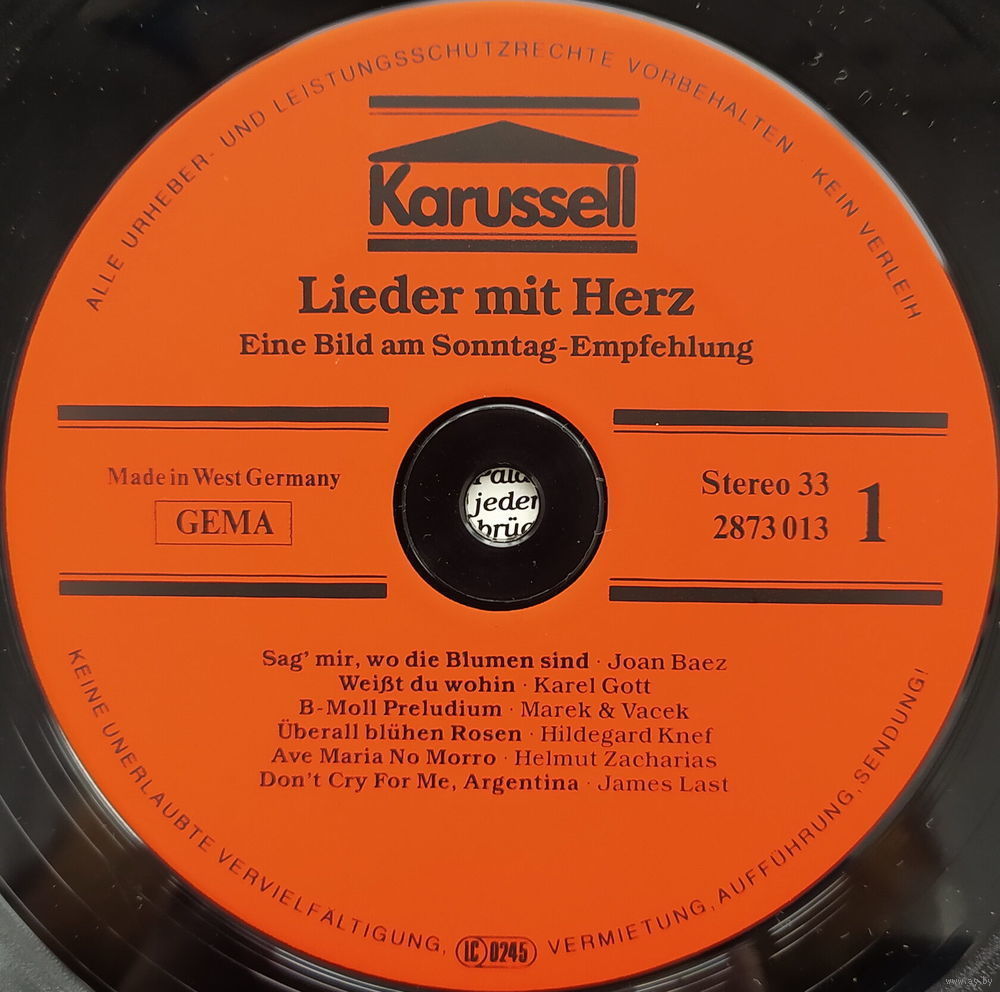 ALLE URHEBER- UND LEISTUNGSSCHUTZRECHTE VORBEHALTEN · KEIN VERLEIH
Karussell
Lieder mit Herz
Eine Bild am Sonntag-Empfehlung
Made in West Germany
GEMA
Stereo 33
2873 013
1
jeder
Sag' mir, wo die Blumen sind · Joan Baez
Weißt du wohin · Karel Gott
B-Moll Preludium · Marek & Vacek
Überall blühen Rosen · Hildegard Knef
Ave Maria No Morro · Helmut Zacharias
Don't Cry For Me, Argentina · James Last
KEINE UNERLAUBTE VERVIELFÄLTIGUNG, LC 0245 VERMIETUNG, AUFFÜHRUNG, SENDUNG!
www.ay.by